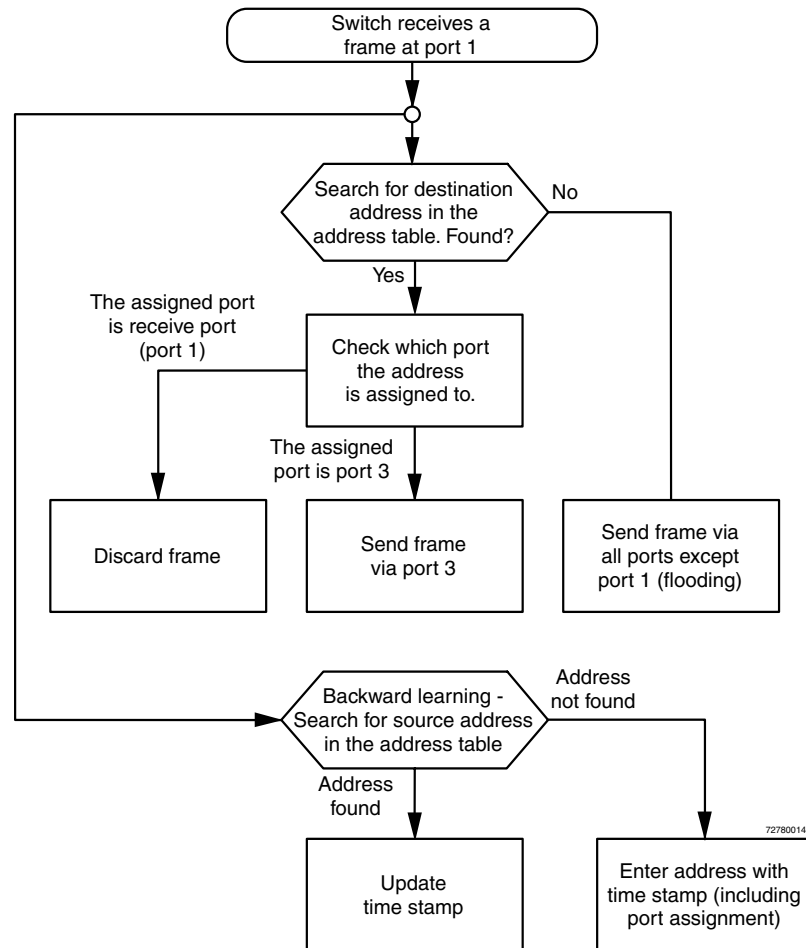 Switch receives a
frame at port 1
Search for destination
address in the
address table. Found?
No
Yes
The assigned port
is receive port
(port 1)
Check which port
the address
is assigned to.
The assigned
port is port 3
Discard frame
Send frame
via port 3
Send frame via
all ports except
port 1 (flooding)
Backward learning -
Search for source address
in the address table
Address
not found
Address
found
72780014
Update
time stamp
Enter address with
time stamp (including
port assignment)